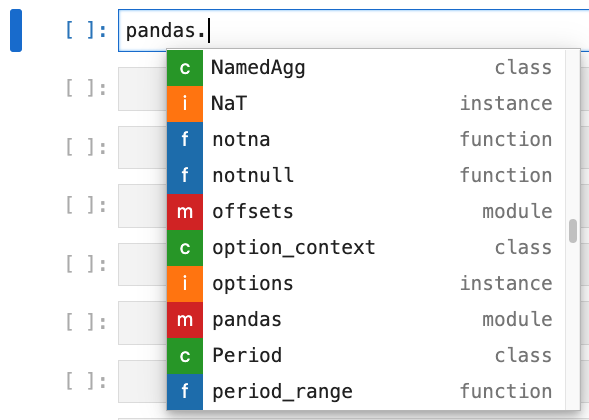 [ ]: pandas.
[ ]: c NamedAgg class
i NaT instance
[ ]: f notna function
f notnull function
[ ]: m offsets module
[ ]: c option_context class
i options instance
[ ]: m pandas module
c Period class
[ ]: f period_range function